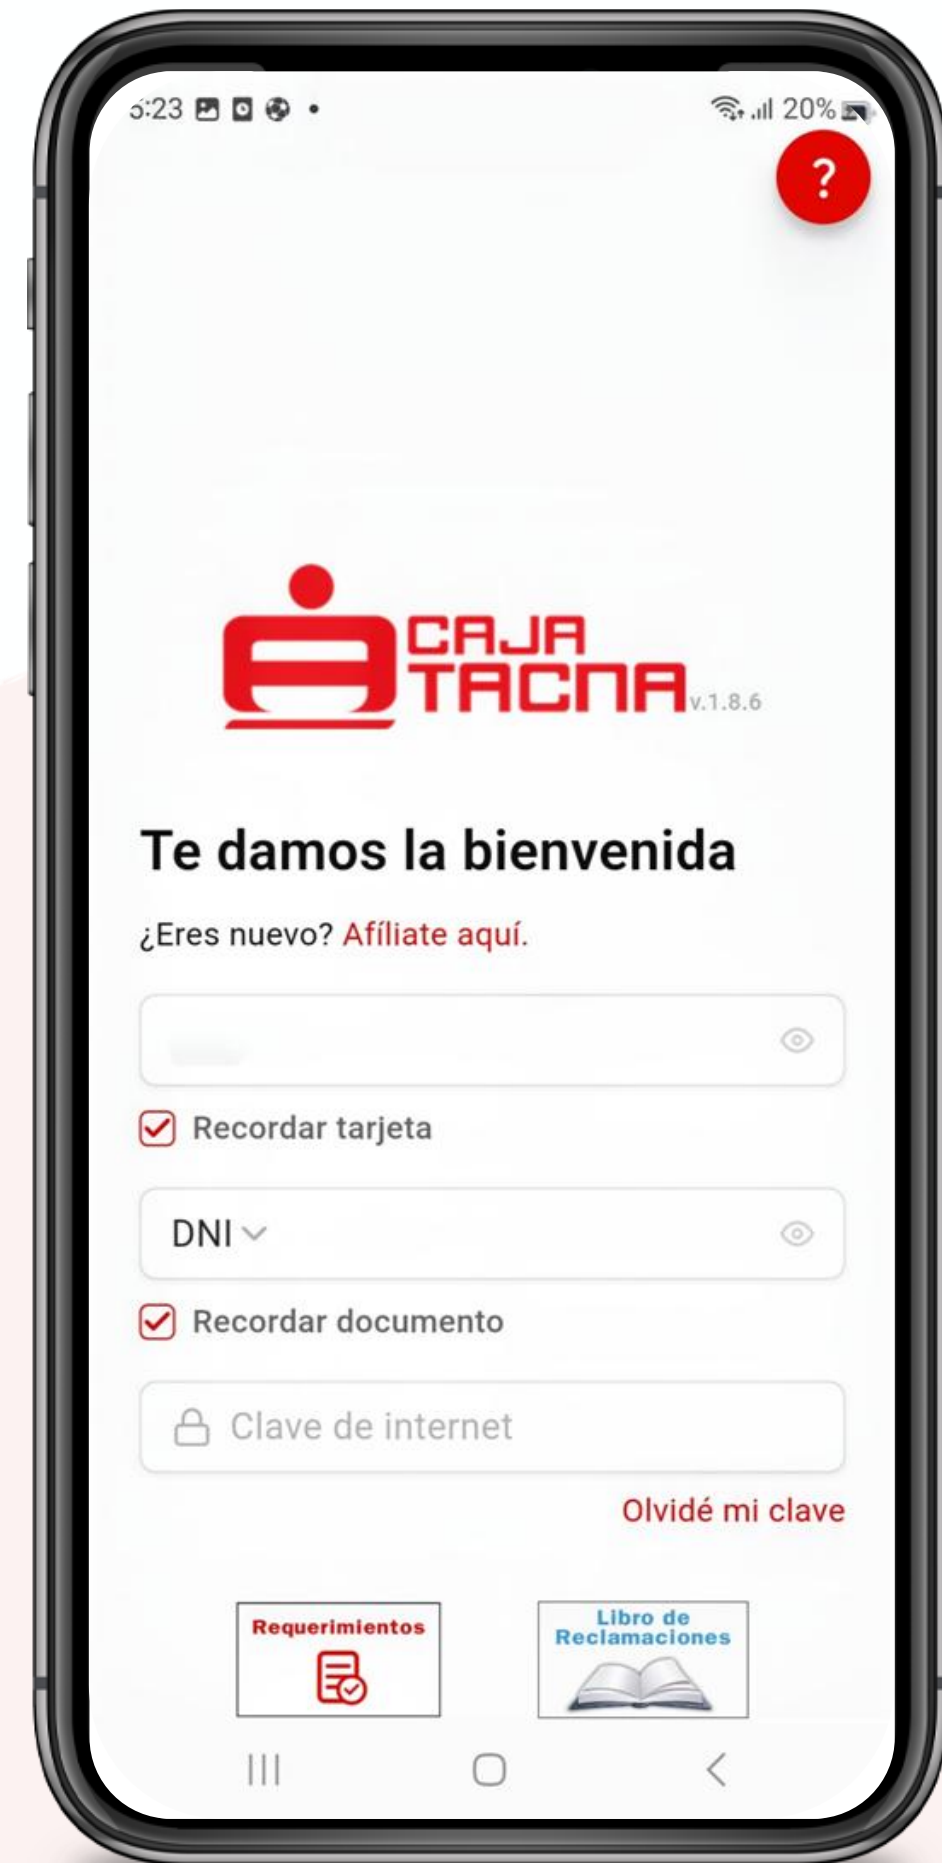 5:23
20%
?
CAJA
TACNA
v.1.8.6
Te damos la bienvenida
¿Eres nuevo? Afíliate aquí.
Recordar tarjeta
DNI
Recordar documento
Clave de internet
Olvidé mi clave
Requerimientos
Libro de
Reclamaciones